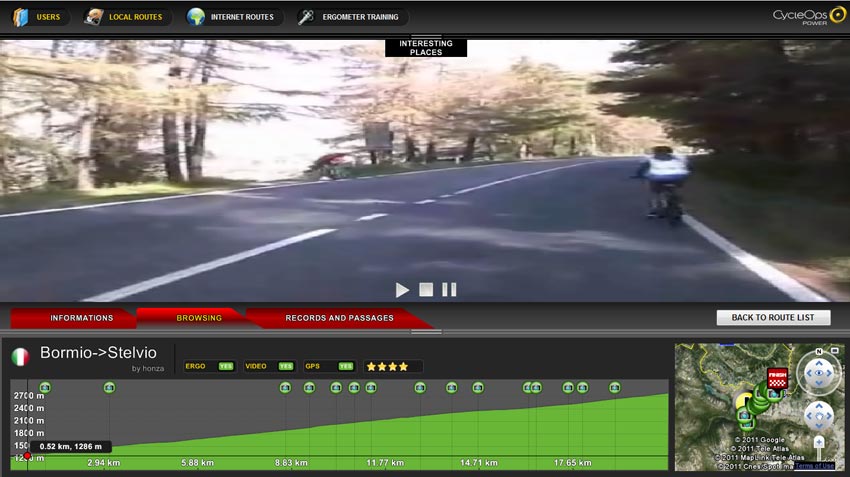 USERS
LOCAL ROUTES
INTERNET ROUTES
ERGOMETER TRAINING
CycleOps
POWER
INTERESTING
PLACES
INFORMATIONS
BROWSING
RECORDS AND PASSAGES
BACK TO ROUTE LIST
Bormio->Stelvio
by honza
ERGO YES
VIDEO YES
GPS YES
2700 m
2400 m
2100 m
1800 m
0.52 km, 1286 m
2.94 km
5.88 km
8.83 km
11.77 km
14.71 km
17.65 km
N
FINISH
© 2011 Google
© 2011 Tele Atlas
© 2011 MapLink/Tele Atlas
© 2011 Cnes/Spot Image
Terms of Use